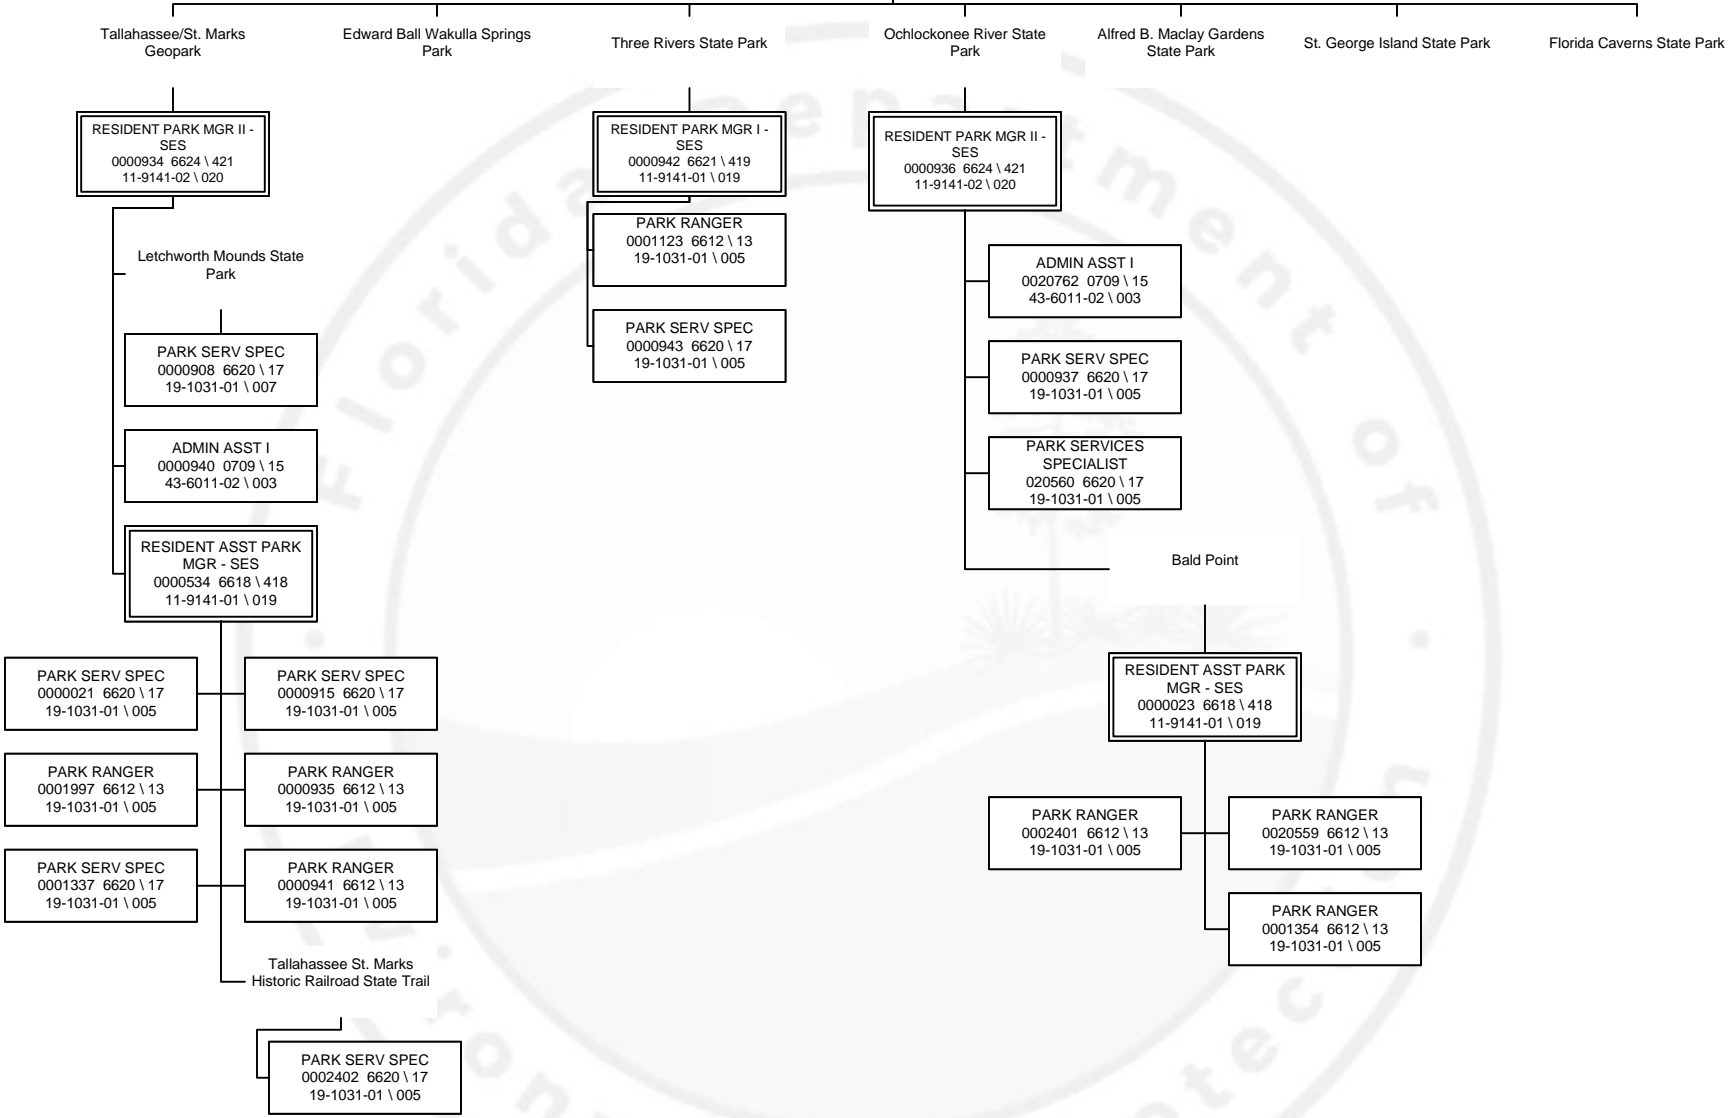 Tallahassee/St. Marks
Geopark
Edward Ball Wakulla Springs
Park
Three Rivers State Park
Ochlockonee River State
Park
Alfred B. Maclay Gardens
State Park
St. George Island State Park
Florida Caverns State Park
RESIDENT PARK MGR II -
SES
0000934 6624 \ 421
11-9141-02 \ 020
Letchworth Mounds State
Park
PARK SERV SPEC
0000908 6620 \ 17
19-1031-01 \ 007
ADMIN ASST I
0000940 0709 \ 15
43-6011-02 \ 003
RESIDENT ASST PARK
MGR - SES
0000534 6618 \ 418
11-9141-01 \ 019
PARK SERV SPEC
0000021 6620 \ 17
19-1031-01 \ 005
PARK SERV SPEC
0000915 6620 \ 17
19-1031-01 \ 005
PARK RANGER
0001997 6612 \ 13
19-1031-01 \ 005
PARK RANGER
0000935 6612 \ 13
19-1031-01 \ 005
PARK SERV SPEC
0001337 6620 \ 17
19-1031-01 \ 005
PARK RANGER
0000941 6612 \ 13
19-1031-01 \ 005
Tallahassee St. Marks
Historic Railroad State Trail
PARK SERV SPEC
0002402 6620 \ 17
19-1031-01 \ 005
RESIDENT PARK MGR I -
SES
0000942 6621 \ 419
11-9141-01 \ 019
PARK RANGER
0001123 6612 \ 13
19-1031-01 \ 005
PARK SERV SPEC
0000943 6620 \ 17
19-1031-01 \ 005
RESIDENT PARK MGR II -
SES
0000936 6624 \ 421
11-9141-02 \ 020
ADMIN ASST I
0020762 0709 \ 15
43-6011-02 \ 003
PARK SERV SPEC
0000937 6620 \ 17
19-1031-01 \ 005
PARK SERVICES
SPECIALIST
020560 6620 \ 17
19-1031-01 \ 005
Bald Point
RESIDENT ASST PARK
MGR - SES
0000023 6618 \ 418
11-9141-01 \ 019
PARK RANGER
0002401 6612 \ 13
19-1031-01 \ 005
PARK RANGER
0020559 6612 \ 13
19-1031-01 \ 005
PARK RANGER
0001354 6612 \ 13
19-1031-01 \ 005
Florida Department of